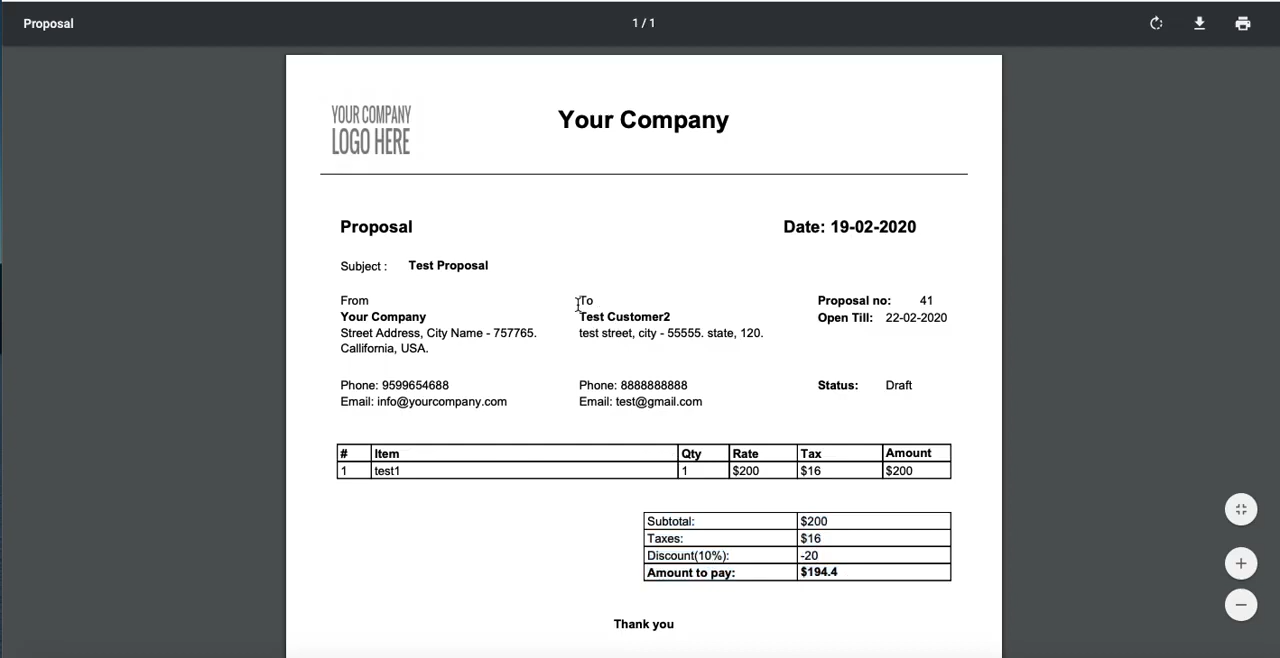 Proposal
1 / 1
YOUR COMPANY
LOGO HERE
Your Company
Proposal
Date: 19-02-2020
Subject : Test Proposal
From
Your Company
Street Address, City Name - 757765.
Callifornia, USA.
Phone: 9599654688
Email: info@yourcompany.com
To
Test Customer2
test street, city - 55555. state, 120.
Phone: 8888888888
Email: test@gmail.com
Proposal no: 41
Open Till: 22-02-2020
Status: Draft
# Item Qty Rate Tax Amount
1 test1 1 $200 $16 $200
Subtotal: $200
Taxes: $16
Discount(10%): -20
Amount to pay: $194.4
Thank you